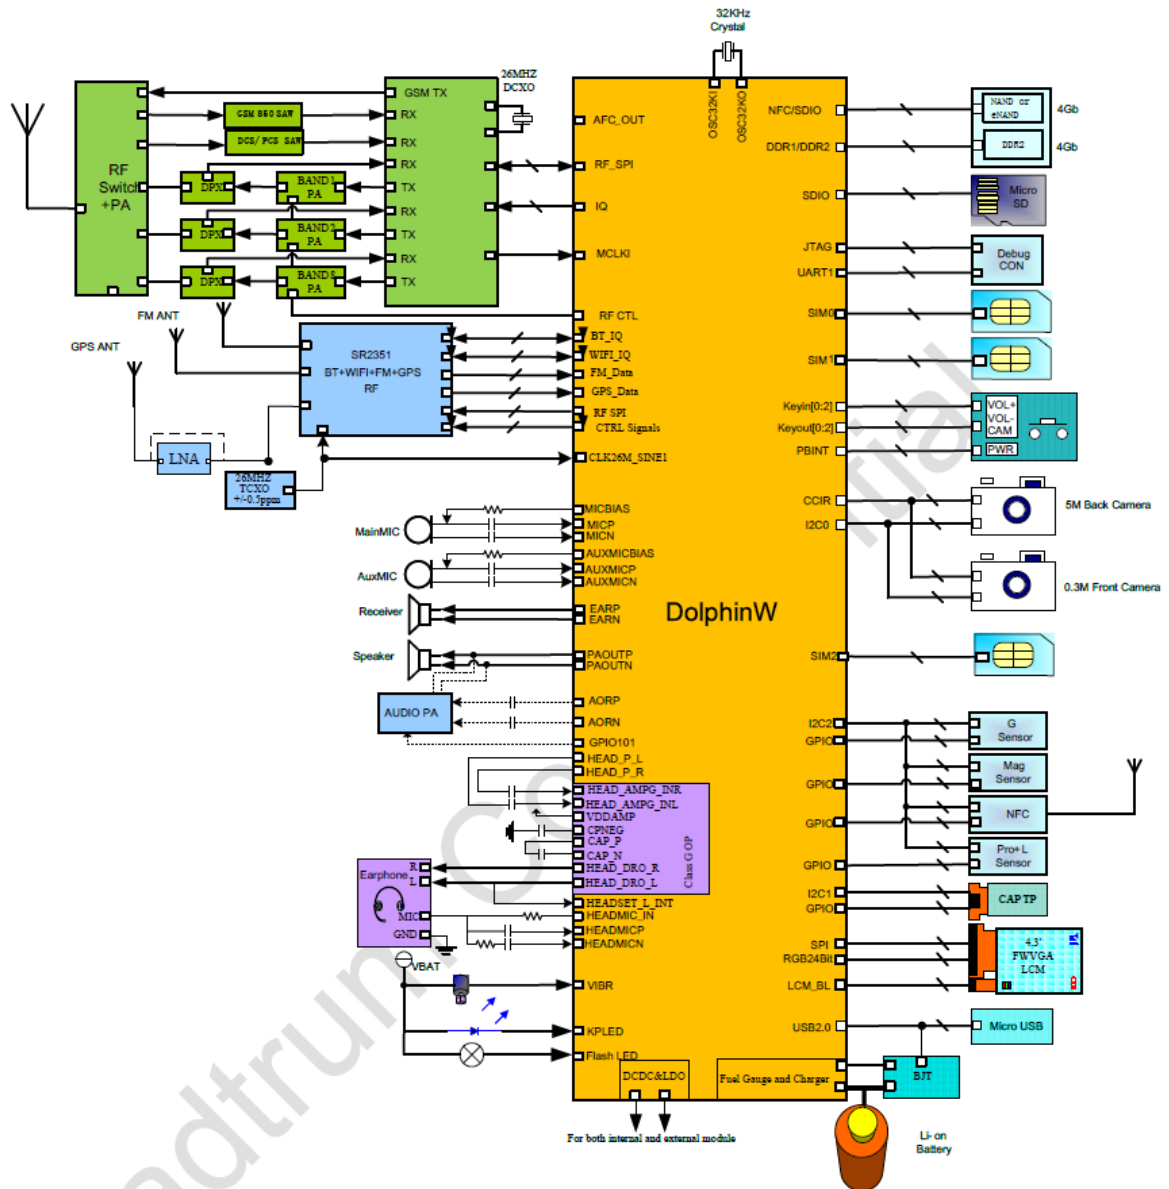 32KHz
Crystal
26MHZ
DCXO
GSM TX
GSM 850 SAW
RX
DCS/ PCS SAW
RX
RX
RF
Switch
+PA
DPX
BAND1
PA
TX
RX
DPX
BAND2
PA
TX
RX
DPX
BAND8
PA
TX
OSC32KI
OSC32KO
AFC_OUT
RF_SPI
IQ
MCLKI
RF CTL
BT_IQ
WIFI_IQ
FM_Data
GPS_Data
RF SPI
CTRL Signals
CLK26M_SINE1
FM ANT
GPS ANT
SR2351
BT+WIFI+FM+GPS
RF
LNA
26MHZ
TCXO
+/-0.5ppm
MICBIAS
MainMIC
MICP
MICN
AUXMICBIAS
AuxMIC
AUXMICP
AUXMICN
Receiver
EARP
EARN
Speaker
PAOUTP
PAOUTN
AUDIO PA
AORP
AORN
GPIO101
HEAD_P_L
HEAD_P_R
HEAD_AMPG_INR
HEAD_AMPG_INL
VDDAMP
CPNEG
CAP_P
CAP_N
HEAD_DRO_R
HEAD_DRO_L
Class G OP
R
Earphone
L
MIC
GND
HEADSET_L_INT
HEADMIC_IN
HEADMICP
HEADMICN
VBAT
VIBR
KPLED
Flash LED
DCDC&LDO
For both internal and external module
DolphinW
NFC/SDIO
NAND or
eNAND
4Gb
DDR1/DDR2
DDR2
4Gb
SDIO
Micro
SD
JTAG
UART1
Debug
CON
SIM0
SIM1
Keyin[0:2]
Keyout[0:2]
PBINT
VOL+
VOL-
CAM
PWR
CCIR
I2C0
5M Back Camera
0.3M Front Camera
SIM2
I2C2
GPIO
G
Sensor
GPIO
Mag
Sensor
GPIO
NFC
GPIO
Pro+L
Sensor
I2C1
GPIO
CAP TP
SPI
RGB24Bit
LCM_BL
4.3'
FWVGA
LCM
USB2.0
Micro USB
Fuel Gauge and Charger
BJT
Li- on
Battery